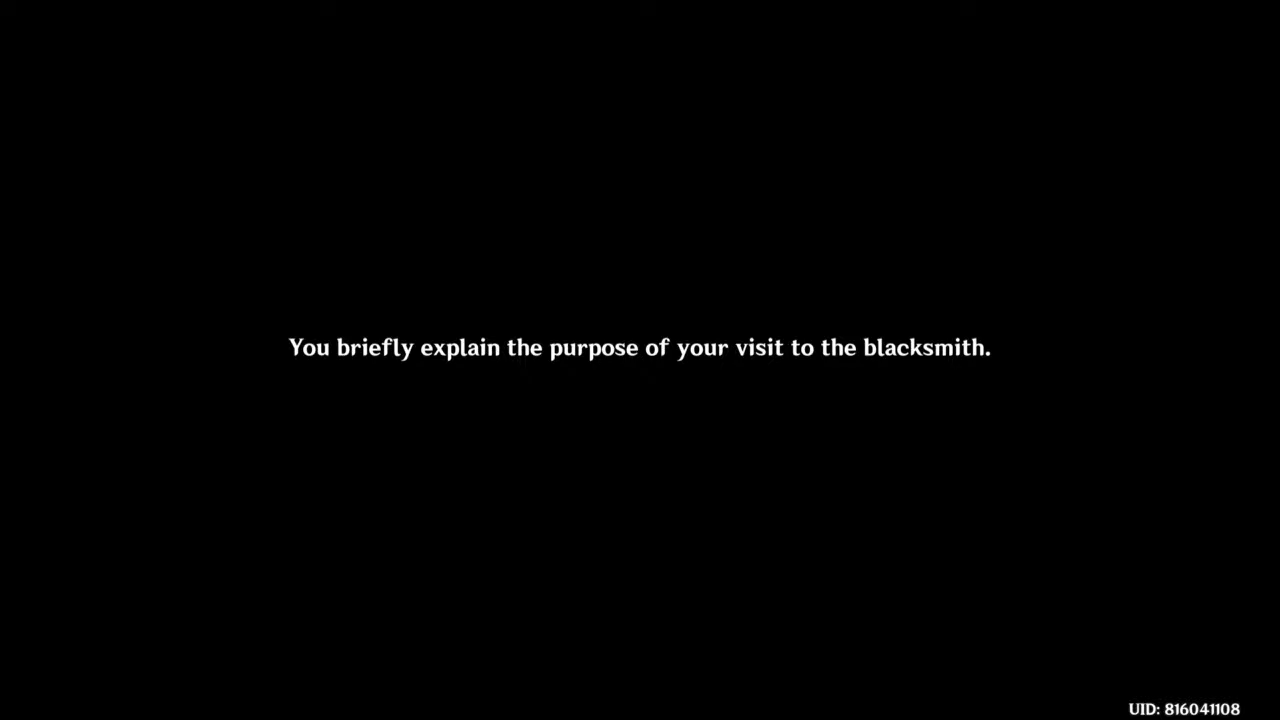 You briefly explain the purpose of your visit to the blacksmith.
UID: 816041108